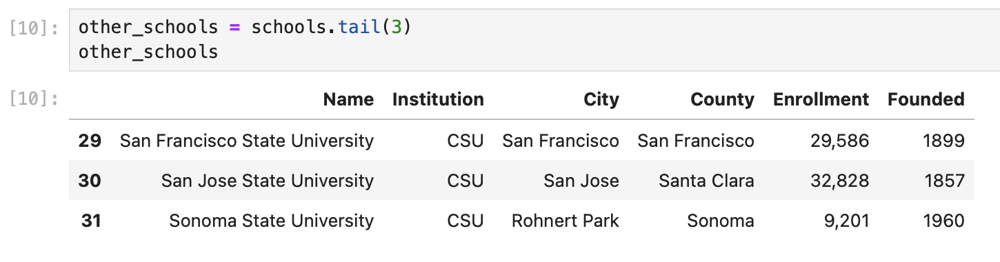 [10]: other_schools = schools.tail(3)
other_schools
[10]: Name Institution City County Enrollment Founded
29 San Francisco State University CSU San Francisco San Francisco 29,586 1899
30 San Jose State University CSU San Jose Santa Clara 32,828 1857
31 Sonoma State University CSU Rohnert Park Sonoma 9,201 1960